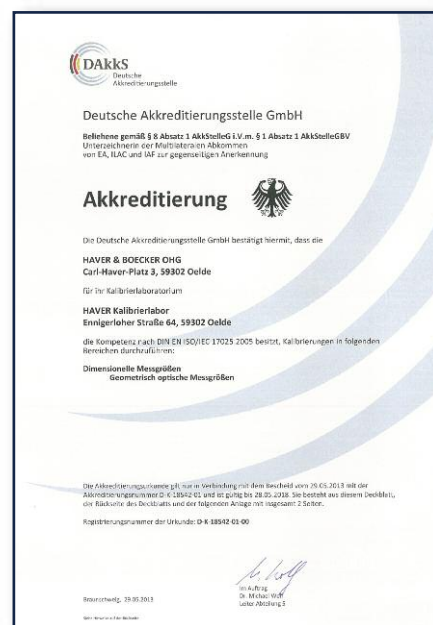 DAkkS
Deutsche
Akkreditierungsstelle
Deutsche Akkreditierungsstelle GmbH
Beliehene gemäß § 8 Absatz 1 AkkStelleG i.V.m. § 1 Absatz 1 AkkStelleGBV
Unterzeichnerin der Multilateralen Abkommen
von EA, ILAC und IAF zur gegenseitigen Anerkennung
Akkreditierung
Die Deutsche Akkreditierungsstelle GmbH bestätigt hiermit, dass die
HAVER & BOECKER OHG
Carl-Haver-Platz 3, 59302 Oelde
für ihr Kalibrierlaboratorium
HAVER Kalibrierlabor
Ennigerloher Straße 64, 59302 Oelde
die Kompetenz nach DIN EN ISO/IEC 17025:2005 besitzt, Kalibrierungen in folgenden
Bereichen durchzuführen:
Dimensionelle Messgrößen
Geometrisch optische Messgrößen
Die Akkreditierungsurkunde gilt nur in Verbindung mit dem Bescheid vom 29.05.2013 mit der
Akkreditierungsnummer D-K-18542-01 und ist gültig bis 28.05.2018. Sie besteht aus diesem Deckblatt,
der Rückseite des Deckblatts und der folgenden Anlage mit insgesamt 2 Seiten.
Registrierungsnummer der Urkunde: D-K-18542-01-00
Braunschweig, 29.05.2013
Im Auftrag
Dr. Michael Wolf
Leiter Abteilung 5